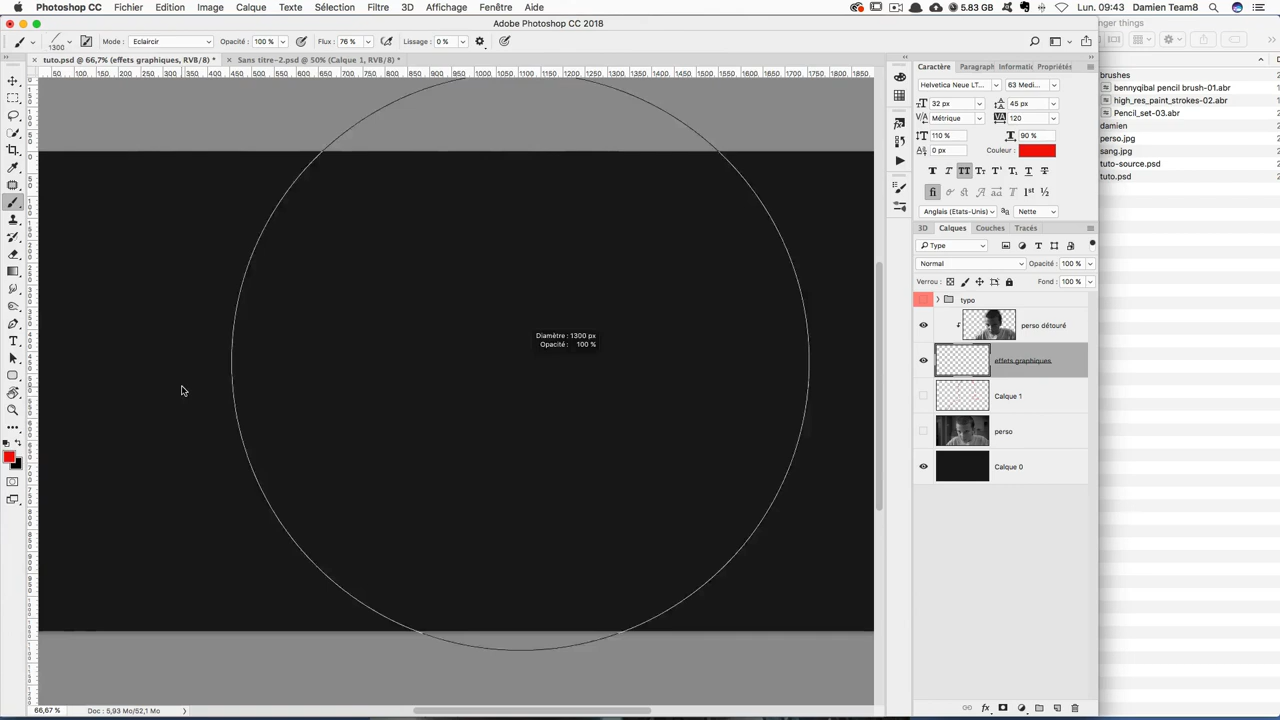 Photoshop CC Fichier Edition Image Calque Texte Sélection Filtre 3D Affichage Fenêtre Aide 5.83 GB Lun. 09:43 Damien Team8
Adobe Photoshop CC 2018
1300 Mode : Eclaircir Opacité : 100 % Flux : 76 % Lissage : 0 %
tuto.psd @ 66,7% (effets graphiques, RVB/8) * Sans titre-2.psd @ 50% (Calque 1, RVB/8)
Caractère Paragraph Informatic Propriétés
Helvetica Neue LT... 63 Medi...
32 px 45 px
Métrique 120
110 % 90 %
0 px Couleur :
Anglais (Etats-Unis) Nette
3D Calques Couches Tracés
Type
Normal Opacité : 100 %
Verrou : Fond : 100 %
typo
perso détouré
effets graphiques
Calque 1
perso
Calque 0
Diamètre : 1300 px
Opacité : 100 %
66,67 % Doc : 5,93 Mo/52,1 Mo
nger things
brushes
bennyqibal pencil brush-01.abr
high_res_paint_strokes-02.abr
Pencil_set-03.abr
damien
perso.jpg
sang.jpg
tuto-source.psd
tuto.psd